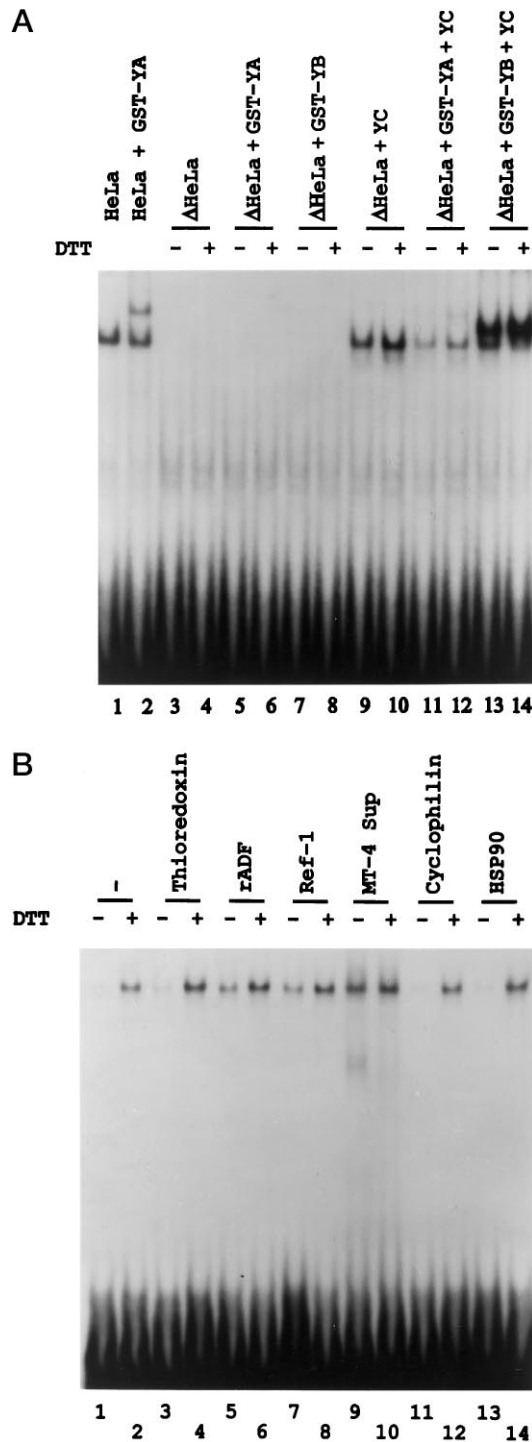 A
HeLa
HeLa + GST-YA
ΔHeLa
ΔHeLa + GST-YA
ΔHeLa + GST-YB
ΔHeLa + YC
ΔHeLa + GST-YA + YC
ΔHeLa + GST-YB + YC
DTT - + - + - + - + - + - +
1 2 3 4 5 6 7 8 9 10 11 12 13 14
B
-
Thioredoxin
rADF
Ref-1
MT-4 Sup
Cyclophilin
HSP90
DTT - + - + - + - + - + - + - +
1 3 5 7 9 11 13
2 4 6 8 10 12 14